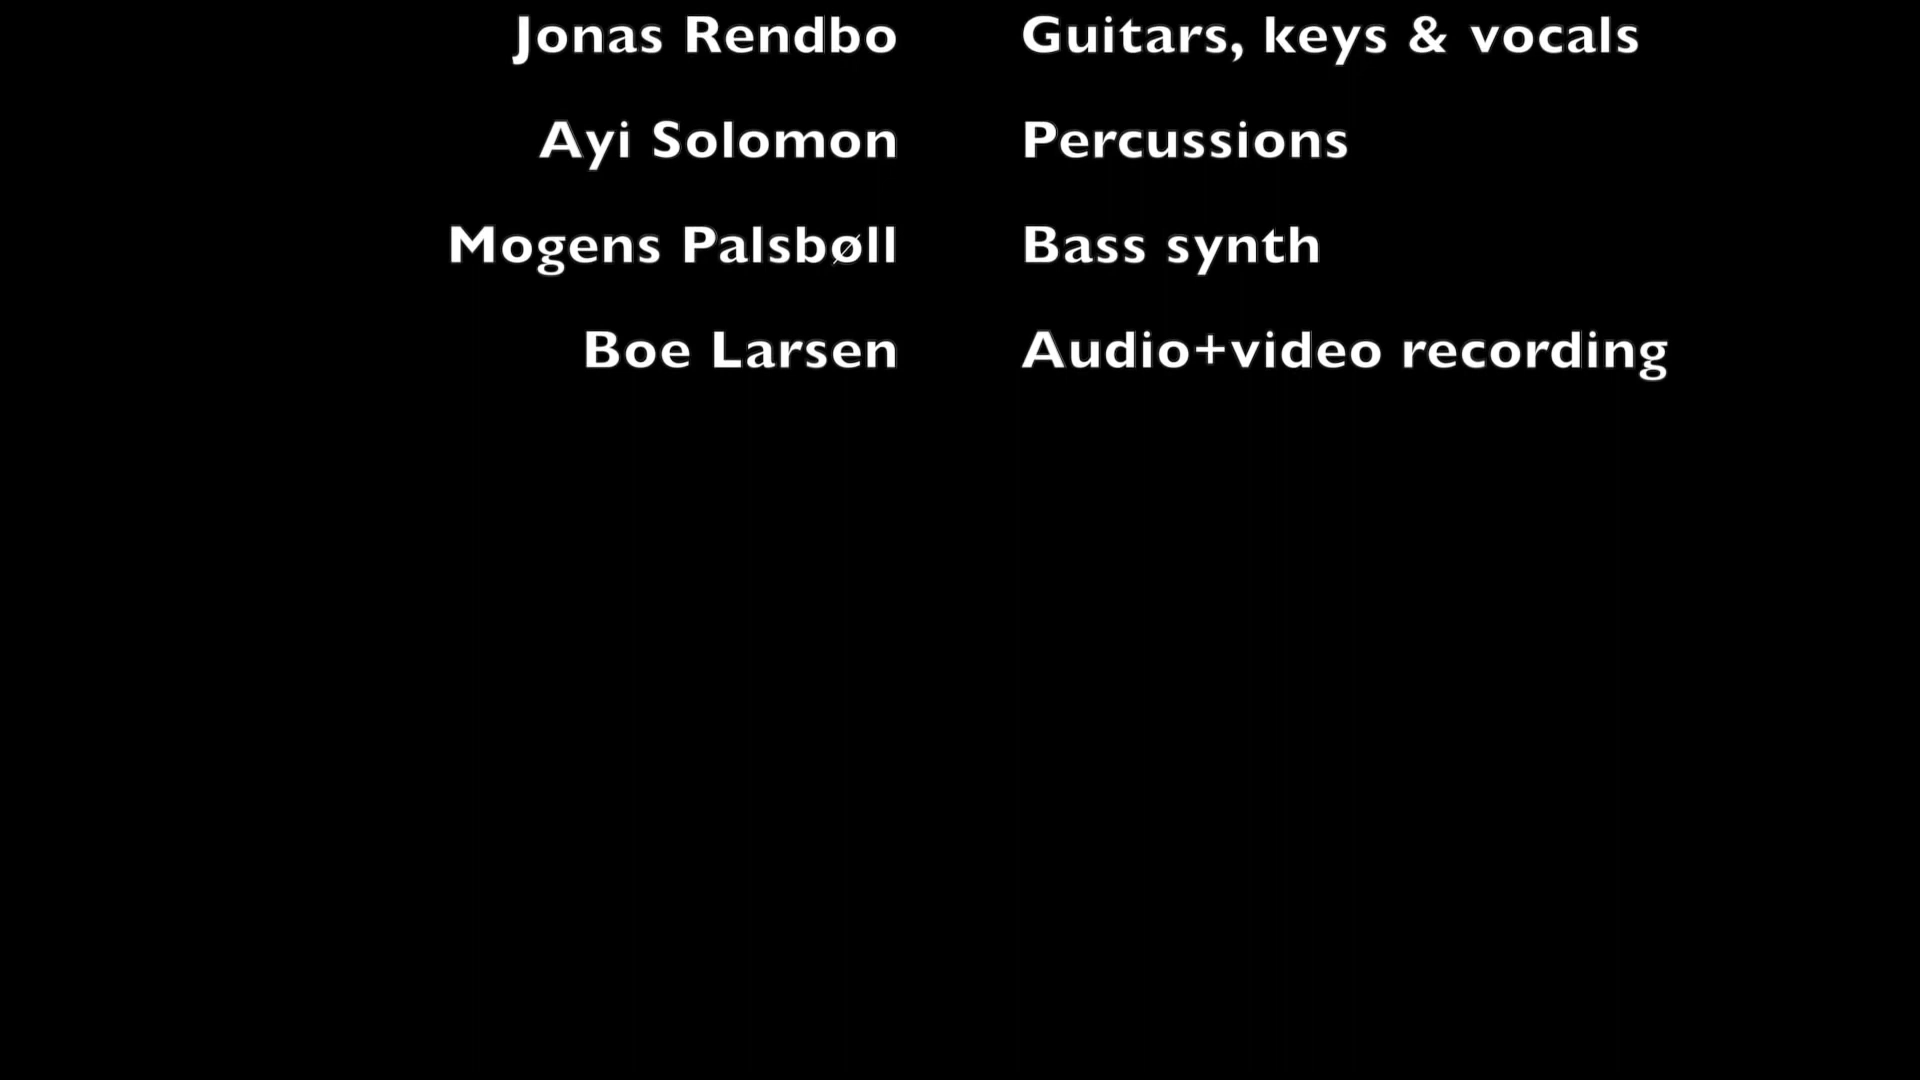 Jonas Rendbo Guitars, keys & vocals
Ayi Solomon Percussions
Mogens Palsbøll Bass synth
Boe Larsen Audio+video recording